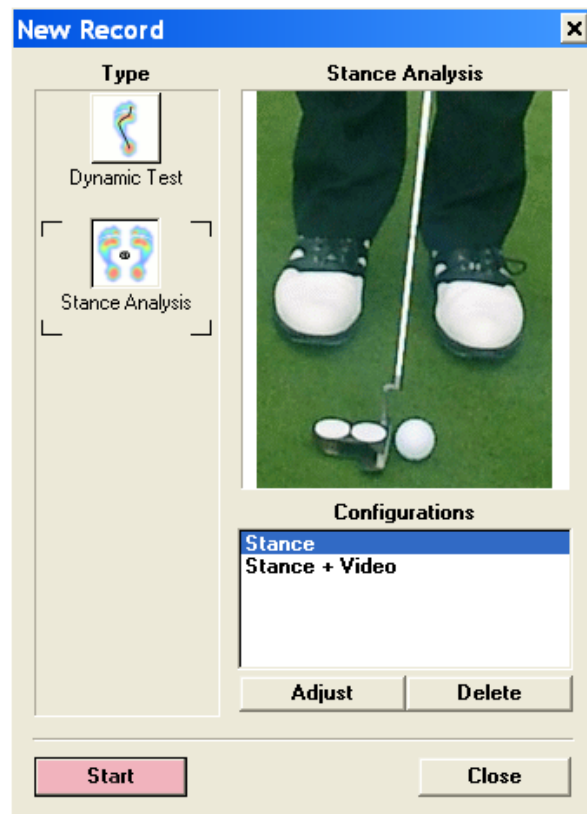 New Record
Type
Dynamic Test
Stance Analysis
Stance Analysis
Configurations
Stance
Stance + Video
Adjust
Delete
Start
Close